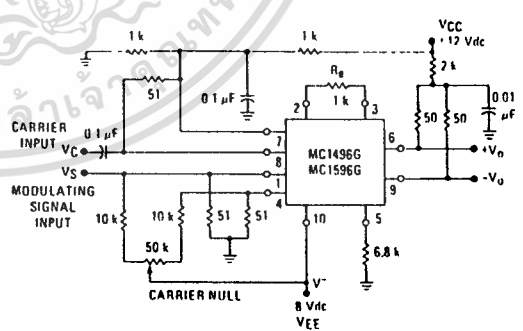 1 k
1 k
VCC
+12 Vdc
2 k
Re
1 k
51
0.1 µF
2
3
0.01 µF
50
50
CARRIER INPUT
VC
0.1 µF
7
MC1496G
MC1596G
6
+Vo
VS
8
9
-Vo
MODULATING SIGNAL INPUT
1
4
10
5
10 k
10 k
51
51
50 k
6.8 k
CARRIER NULL
V-
8 Vdc
VEE